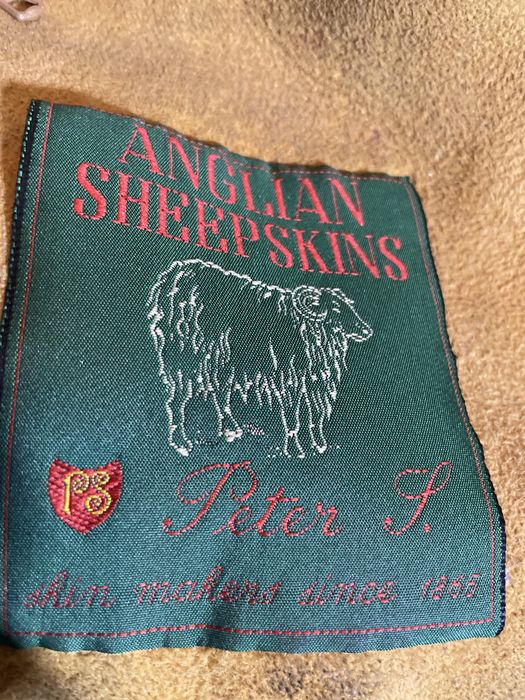 ANGLIAN
SHEEPSKINS
PS
Peter S.
skin makers since 1865